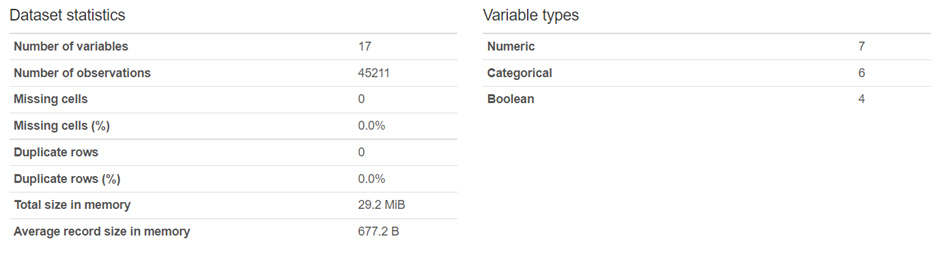 Dataset statistics
Number of variables 17
Number of observations 45211
Missing cells 0
Missing cells (%) 0.0%
Duplicate rows 0
Duplicate rows (%) 0.0%
Total size in memory 29.2 MiB
Average record size in memory 677.2 B
Variable types
Numeric 7
Categorical 6
Boolean 4